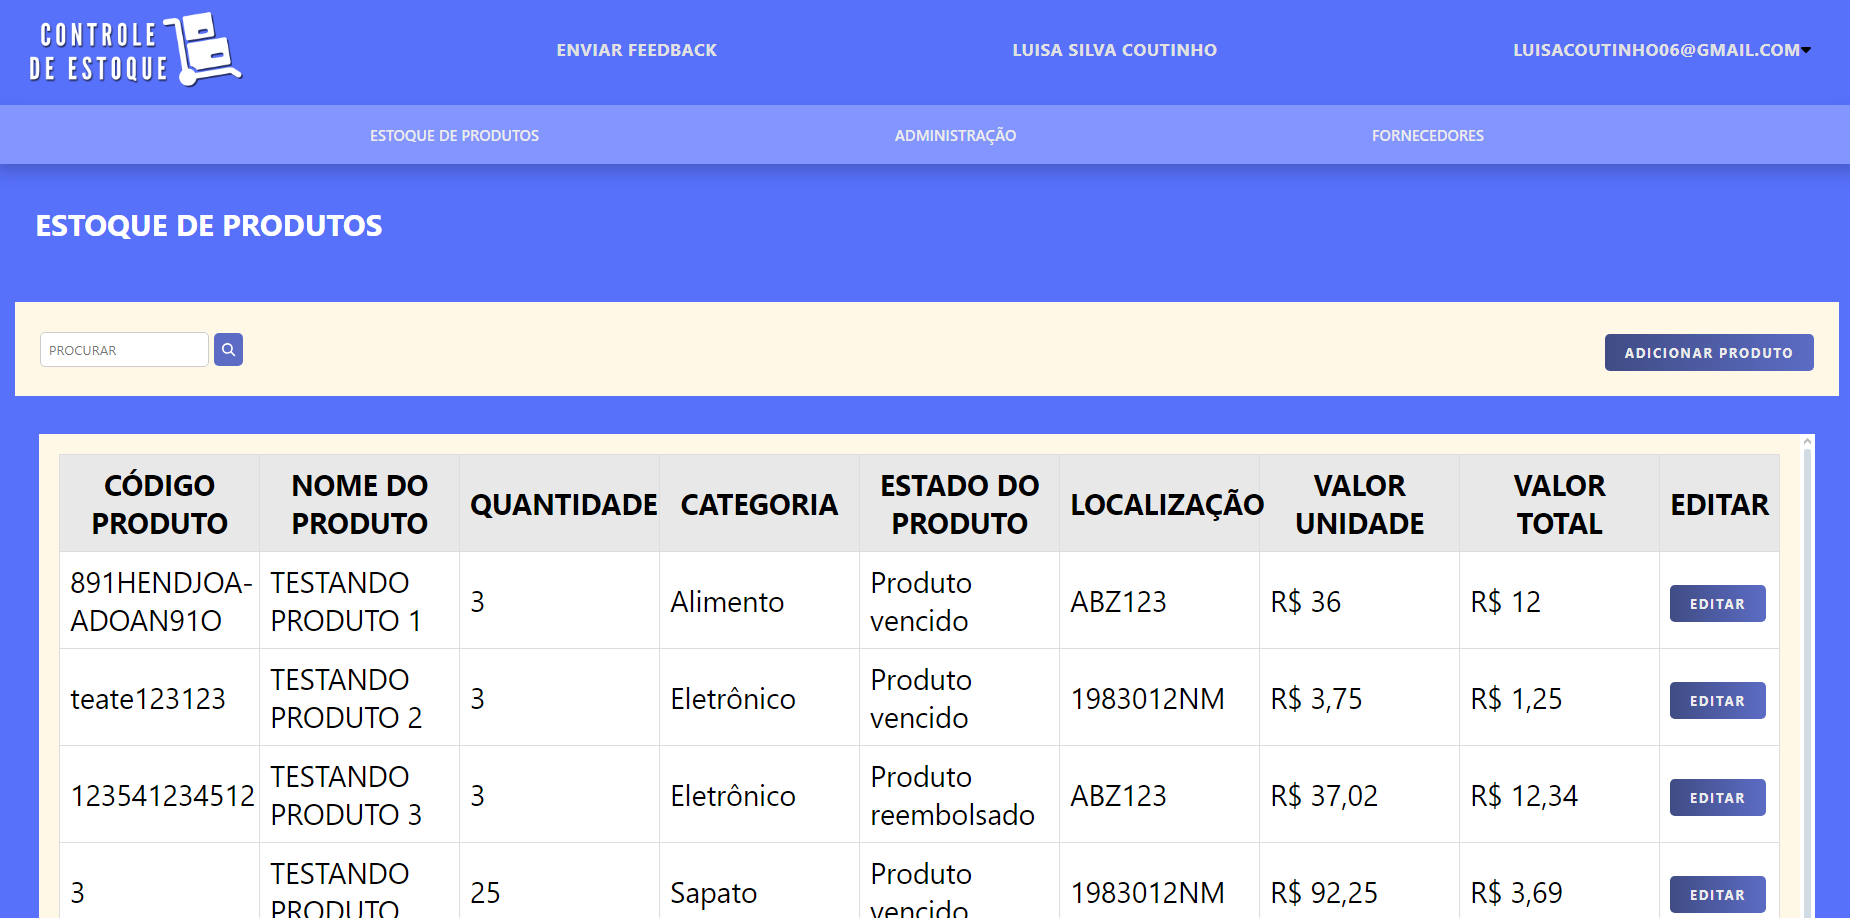 CONTROLE
DE ESTOQUE
ENVIAR FEEDBACK
LUISA SILVA COUTINHO
LUISACOUTINHO06@GMAIL.COM
ESTOQUE DE PRODUTOS
ADMINISTRAÇÃO
FORNECEDORES
ESTOQUE DE PRODUTOS
PROCURAR
ADICIONAR PRODUTO
CÓDIGO
PRODUTO
NOME DO
PRODUTO
QUANTIDADE
CATEGORIA
ESTADO DO
PRODUTO
LOCALIZAÇÃO
VALOR
UNIDADE
VALOR
TOTAL
EDITAR
891HENDJOA-
ADOAN91O
TESTANDO
PRODUTO 1
3
Alimento
Produto
vencido
ABZ123
R$ 36
R$ 12
EDITAR
teate123123
TESTANDO
PRODUTO 2
3
Eletrônico
Produto
vencido
1983012NM
R$ 3,75
R$ 1,25
EDITAR
123541234512
TESTANDO
PRODUTO 3
3
Eletrônico
Produto
reembolsado
ABZ123
R$ 37,02
R$ 12,34
EDITAR
3
TESTANDO
PRODUTO
25
Sapato
Produto
vencido
1983012NM
R$ 92,25
R$ 3,69
EDITAR